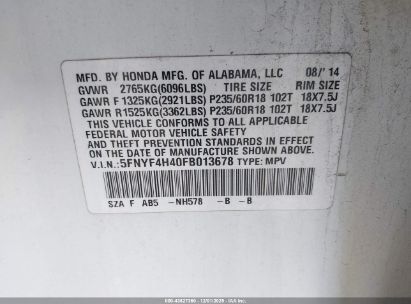 MFD. BY HONDA MFG. OF ALABAMA, LLC 08/'14
GVWR 2765KG(6096LBS) TIRE SIZE RIM SIZE
GAWR F 1325KG(2921LBS) P235/60R18 102T 18X7.5J
GAWR R 1525KG(3362LBS) P235/60R18 102T 18X7.5J
THIS VEHICLE CONFORMS TO ALL APPLICABLE
FEDERAL MOTOR VEHICLE SAFETY
AND THEFT PREVENTION STANDARDS IN EFFECT ON
THE DATE OF MANUFACTURE SHOWN ABOVE.
V.I.N.: 5FNYF4H40FB013678 TYPE: MPV
SZA F AB5 -NH578 -B -B